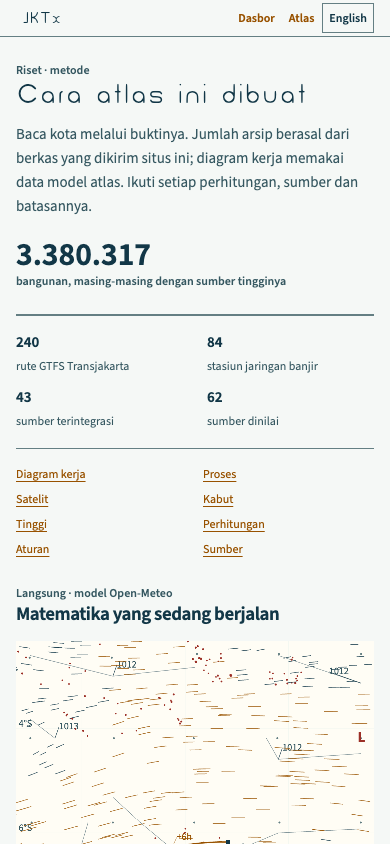 JKTx
Dasbor Atlas English
Riset · metode
Cara atlas ini dibuat
Baca kota melalui buktinya. Jumlah arsip berasal dari
berkas yang dikirim situs ini; diagram kerja memakai
data model atlas. Ikuti setiap perhitungan, sumber dan
batasannya.
3.380.317
bangunan, masing-masing dengan sumber tingginya
240
rute GTFS Transjakarta
84
stasiun jaringan banjir
43
sumber terintegrasi
62
sumber dinilai
Diagram kerja
Proses
Satelit
Kabut
Tinggi
Perhitungan
Aturan
Sumber
Langsung · model Open-Meteo
Matematika yang sedang berjalan
1012
1012
4°S
1013
L
1012
6°S
+6h